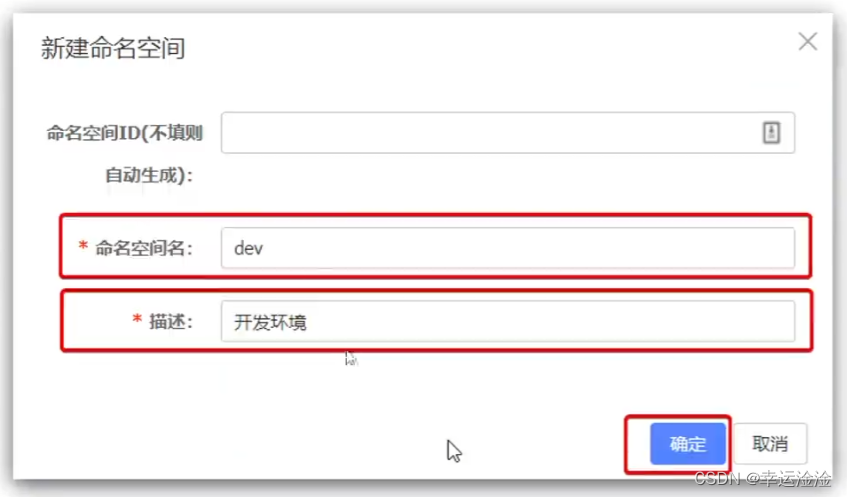 新建命名空间
命名空间ID(不填则
自动生成):
* 命名空间名: dev
* 描述: 开发环境
确定 取消
CSDN @幸运淦淦